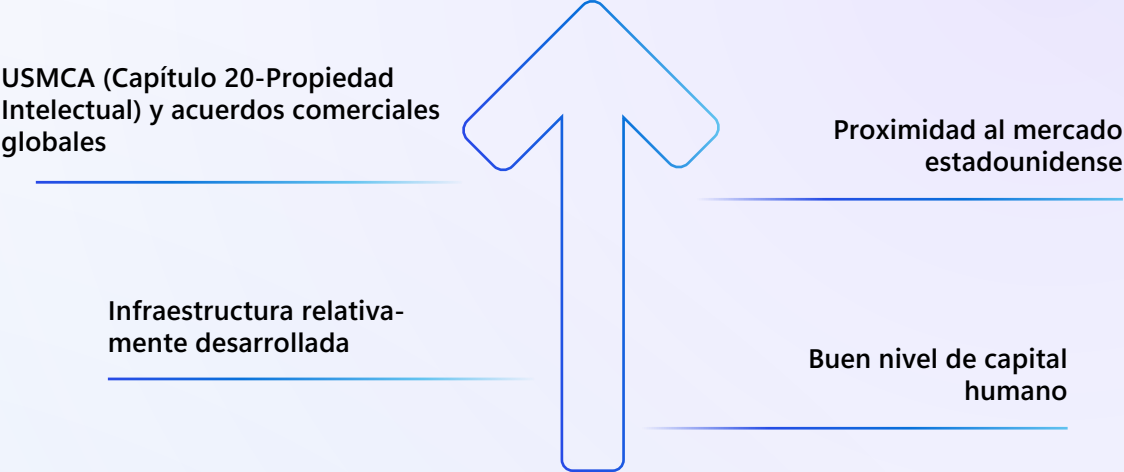 USMCA (Capítulo 20-Propiedad
Intelectual) y acuerdos comerciales
globales
Proximidad al mercado
estadounidense
Infraestructura relativa-
mente desarrollada
Buen nivel de capital
humano